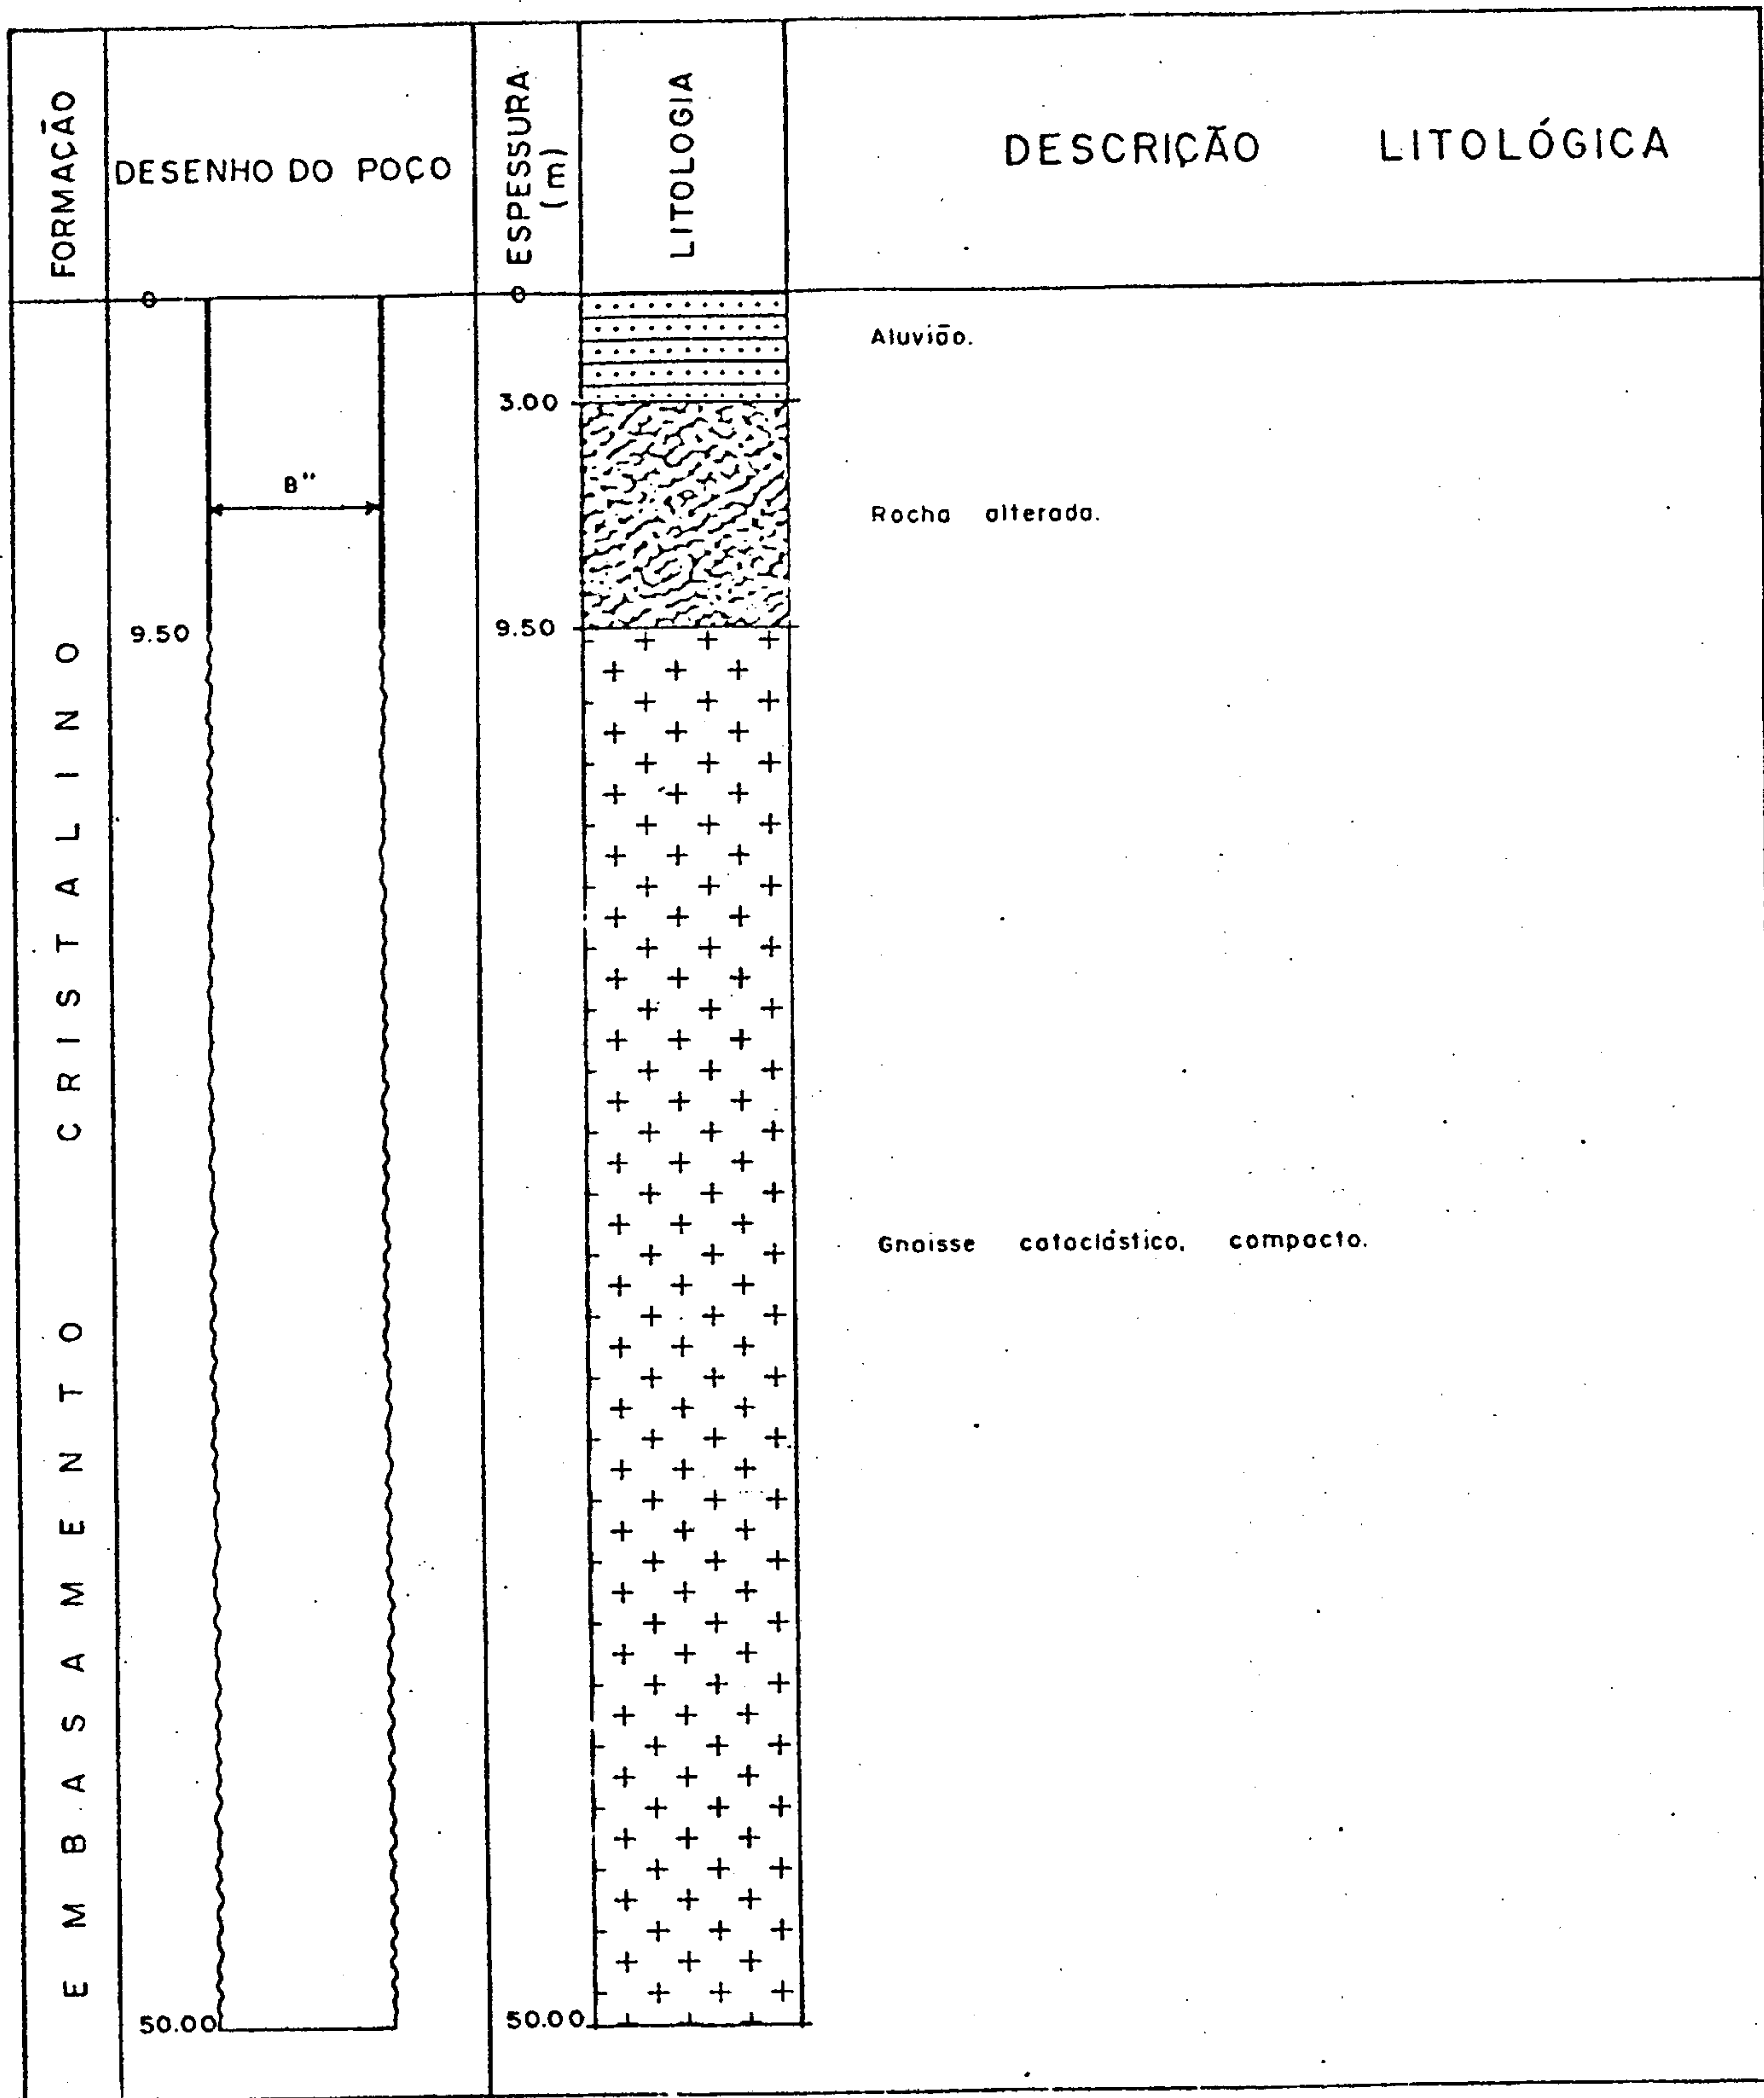 FORMAÇÃO
DESENHO DO POÇO
ESPESSURA
(m)
LITOLOGIA
DESCRIÇÃO LITOLÓGICA
0
0
Aluvião.
3.00
8"
Rocha alterada.
9.50
9.50
EMBASAMENTO CRISTALINO
Gnaisse cataclástico, compacto.
50.00
50.00